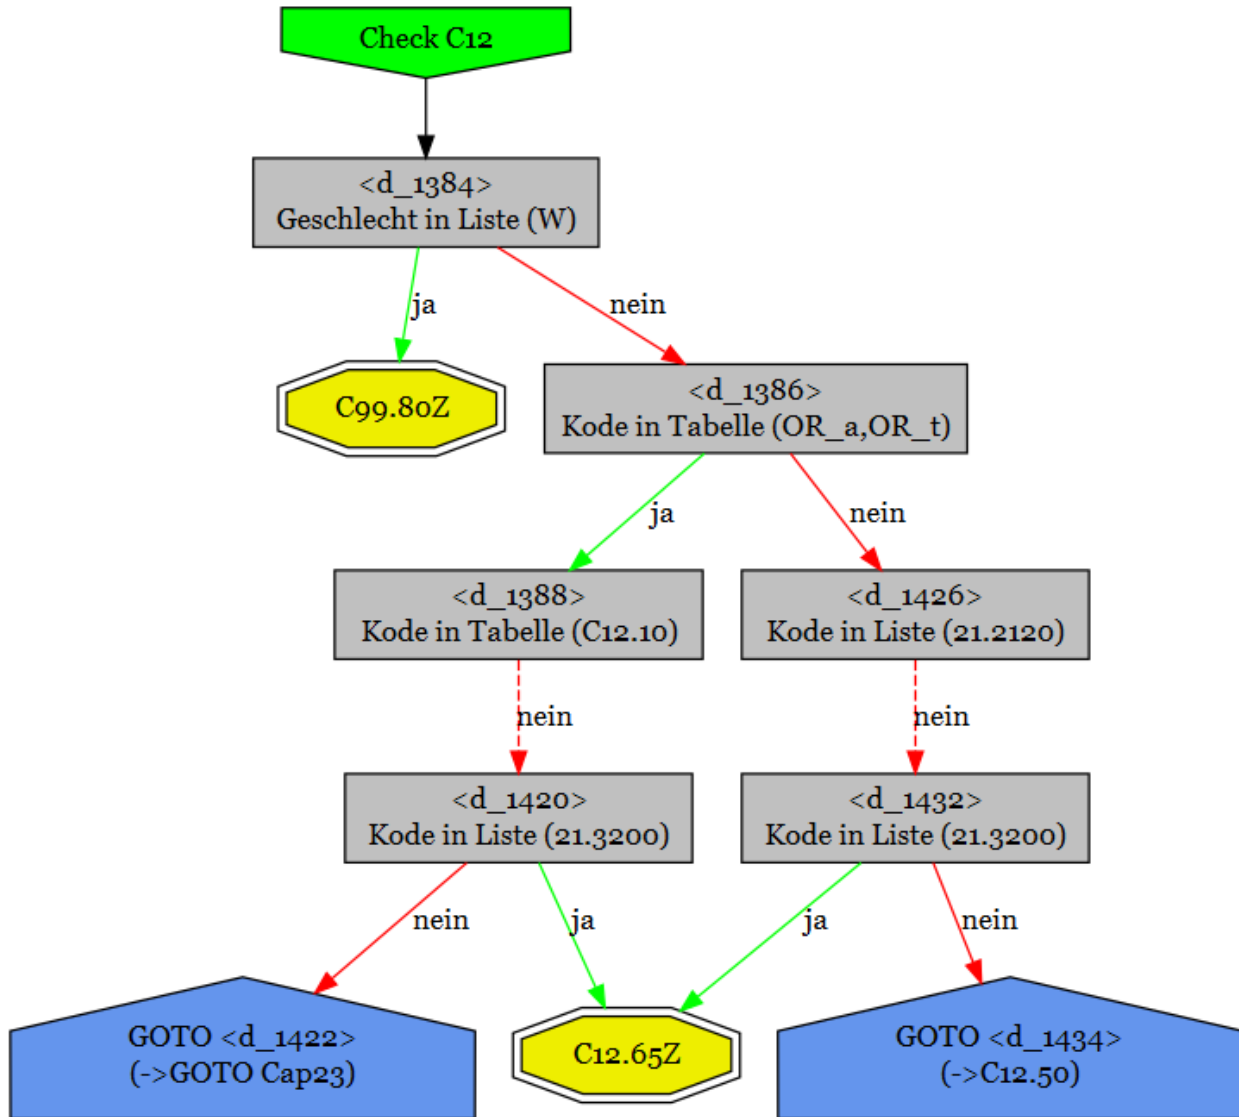 Check C12
<d_1384>
Geschlecht in Liste (W)
ja
nein
C99.80Z
<d_1386>
Kode in Tabelle (OR_a,OR_t)
ja
nein
<d_1388>
Kode in Tabelle (C12.10)
<d_1426>
Kode in Liste (21.2120)
nein
nein
<d_1420>
Kode in Liste (21.3200)
<d_1432>
Kode in Liste (21.3200)
nein
ja
ja
nein
GOTO <d_1422>
(->GOTO Cap23)
C12.65Z
GOTO <d_1434>
(->C12.50)